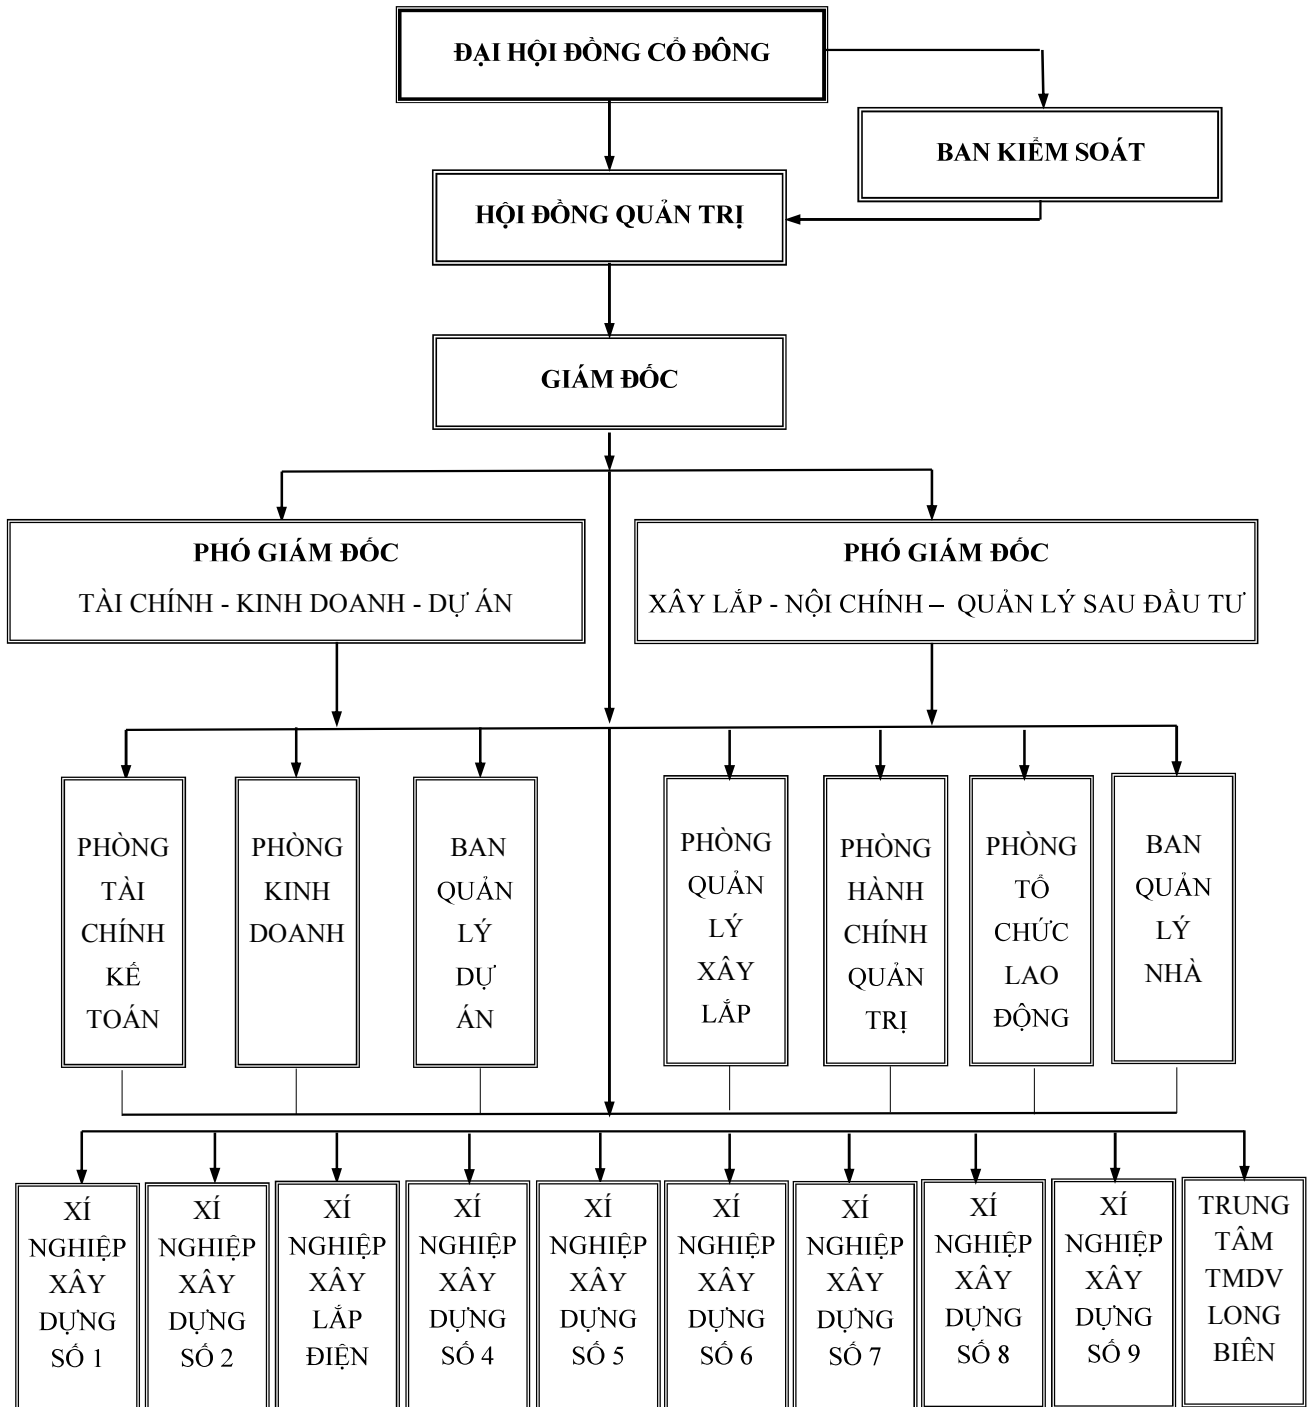 ĐẠI HỘI ĐỒNG CỔ ĐÔNG
BAN KIỂM SOÁT
HỘI ĐỒNG QUẢN TRỊ
GIÁM ĐỐC
PHÓ GIÁM ĐỐC
TÀI CHÍNH - KINH DOANH - DỰ ÁN
PHÓ GIÁM ĐỐC
XÂY LẮP - NỘI CHÍNH – QUẢN LÝ SAU ĐẦU TƯ
PHÒNG
TÀI
CHÍNH
KẾ
TOÁN
PHÒNG
KINH
DOANH
BAN
QUẢN
LÝ
DỰ
ÁN
PHÒNG
QUẢN
LÝ
XÂY
LẮP
PHÒNG
HÀNH
CHÍNH
QUẢN
TRỊ
PHÒNG
TỔ
CHỨC
LAO
ĐỘNG
BAN
QUẢN
LÝ
NHÀ
XÍ
NGHIỆP
XÂY
DỰNG
SỐ 1
XÍ
NGHIỆP
XÂY
DỰNG
SỐ 2
XÍ
NGHIỆP
XÂY
LẮP
ĐIỆN
XÍ
NGHIỆP
XÂY
DỰNG
SỐ 4
XÍ
NGHIỆP
XÂY
DỰNG
SỐ 5
XÍ
NGHIỆP
XÂY
DỰNG
SỐ 6
XÍ
NGHIỆP
XÂY
DỰNG
SỐ 7
XÍ
NGHIỆP
XÂY
DỰNG
SỐ 8
XÍ
NGHIỆP
XÂY
DỰNG
SỐ 9
TRUNG
TÂM
TMDV
LONG
BIÊN